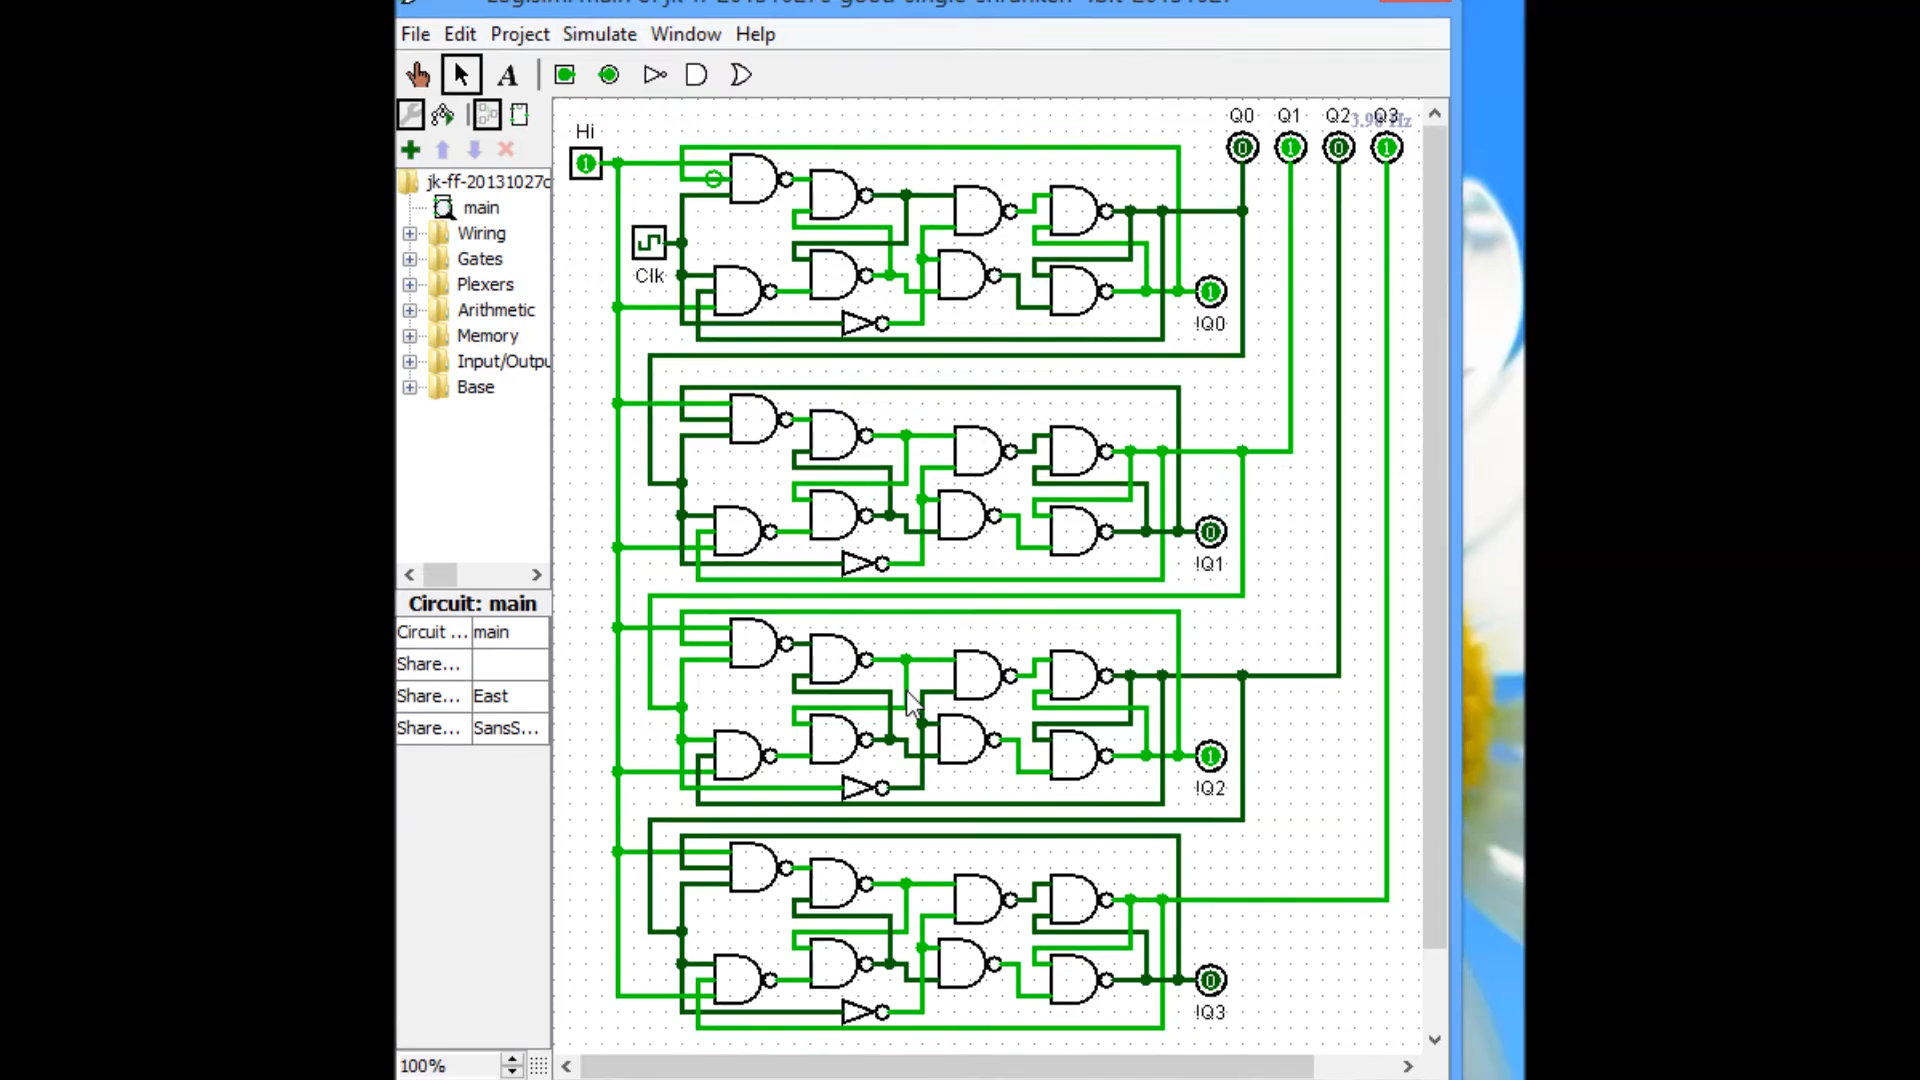 File Edit Project Simulate Window Help
A
Q0 Q1 Q2 Q3
Hi
1
0 1 0 1
jk-ff-20131027c
main
Wiring
Gates
Plexers
Arithmetic
Memory
Input/Outpu
Base
Clk
1
!Q0
0
!Q1
Circuit: main
Circuit ... main
Share...
Share... East
Share... SansS...
1
!Q2
0
!Q3
100%